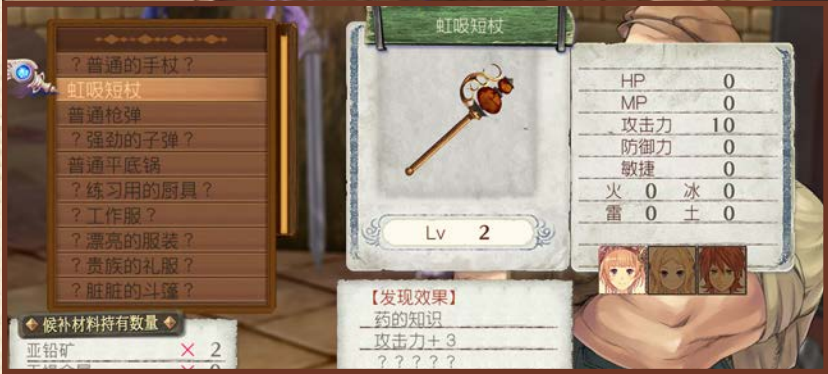 ？普通的手杖？
虹吸短杖
普通枪弹
？强劲的子弹？
普通平底锅
？练习用的厨具？
？工作服？
？漂亮的服装？
？贵族的礼服？
？脏脏的斗篷？
候补材料持有数量
亚铅矿 × 2
虹吸短杖
Lv 2
【发现效果】
药的知识
攻击力＋3
？？？？？
HP 0
MP 0
攻击力 10
防御力 0
敏捷 0
火 0 冰 0
雷 0 土 0